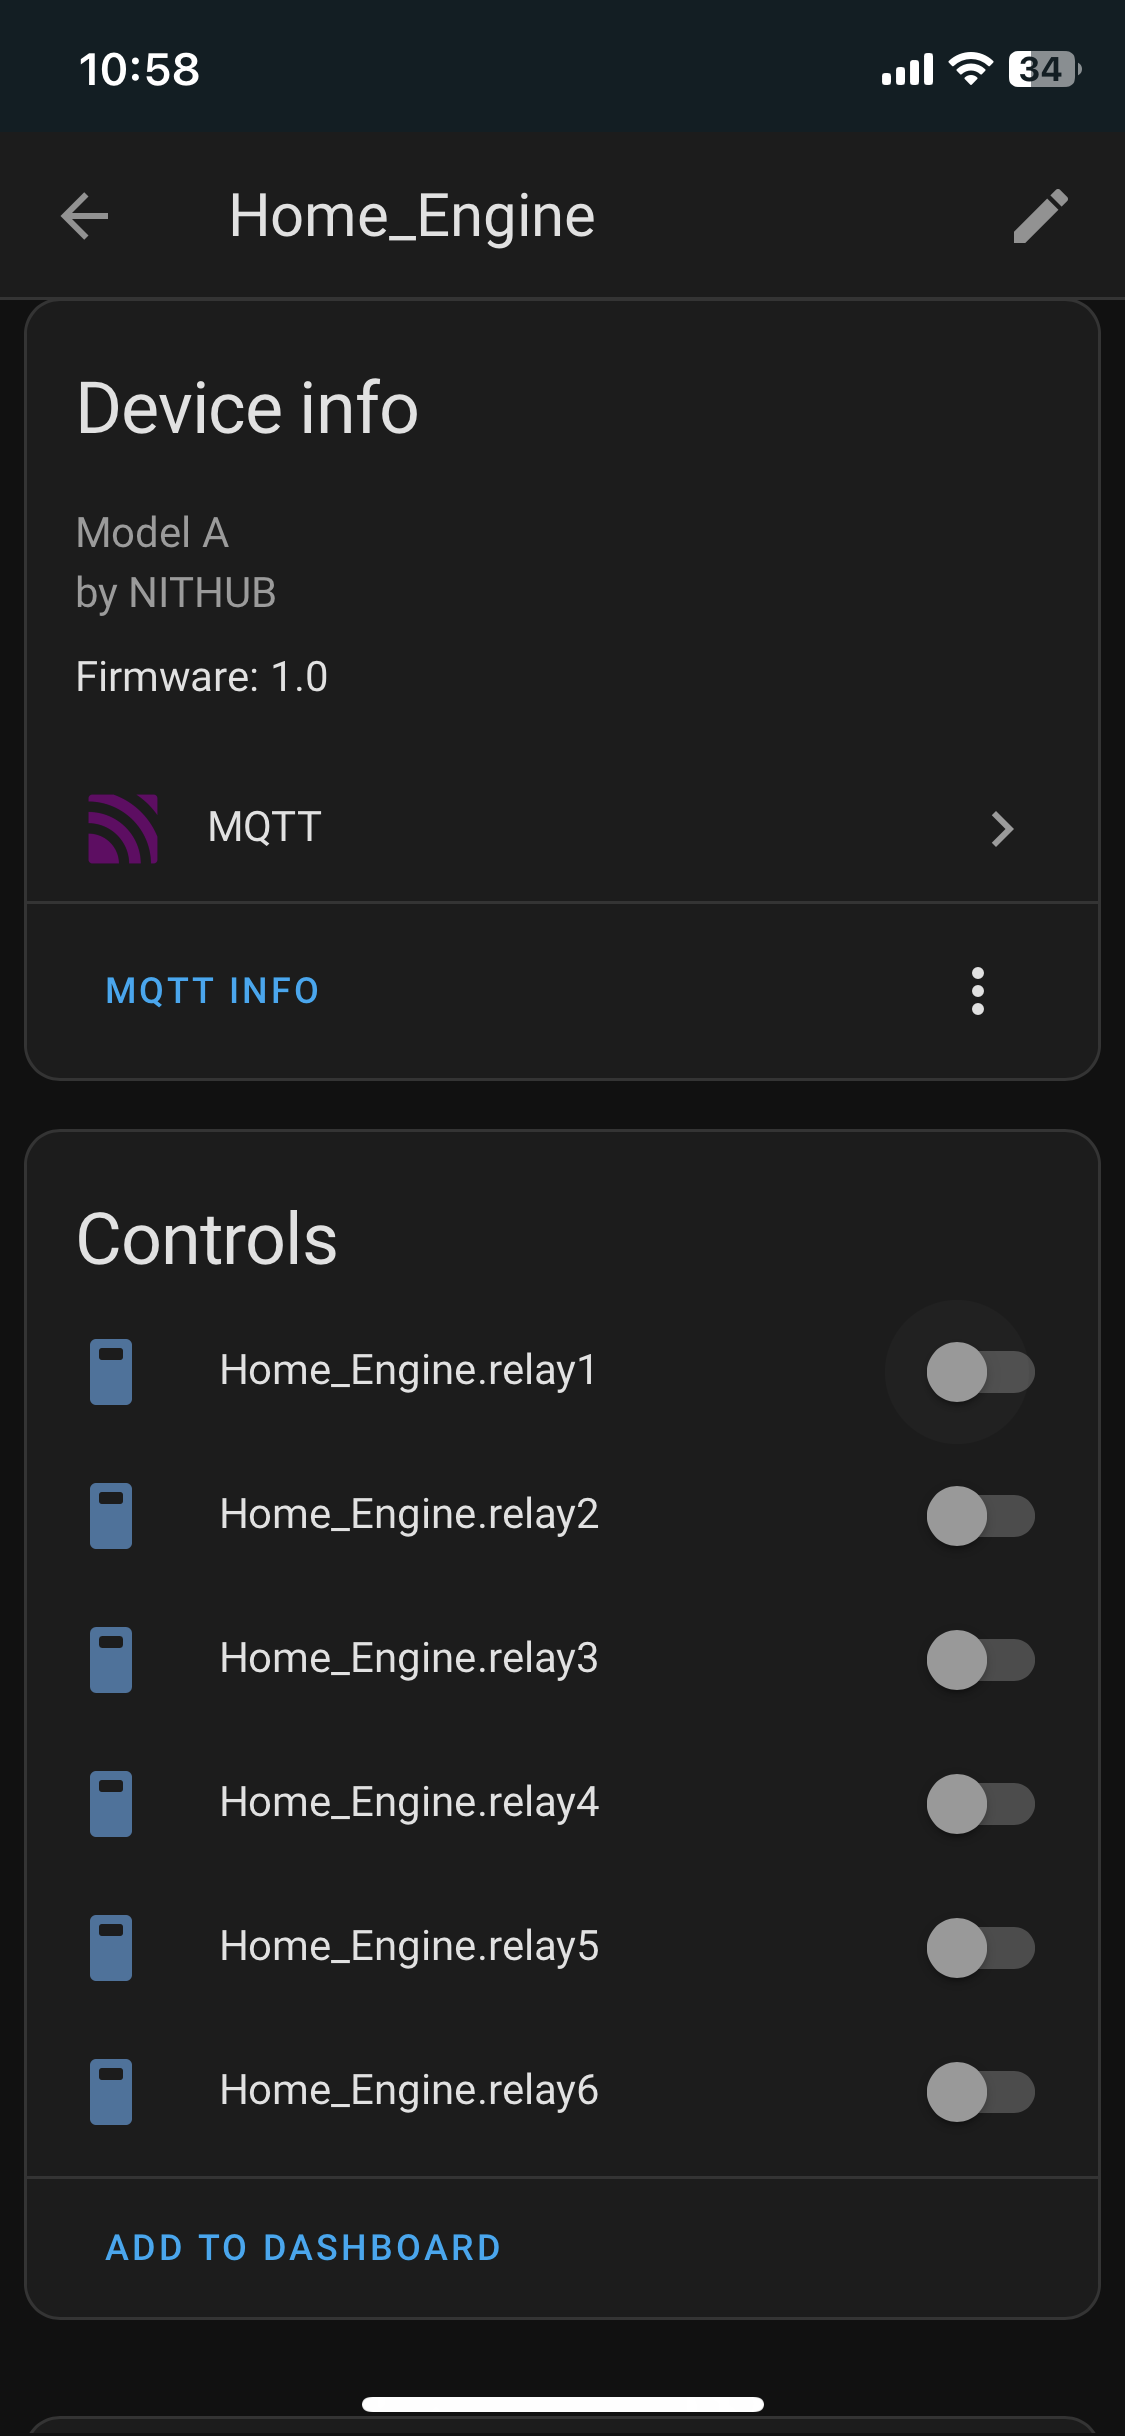 10:58
34
Home_Engine
Device info
Model A
by NITHUB
Firmware: 1.0
MQTT
MQTT INFO
Controls
Home_Engine.relay1
Home_Engine.relay2
Home_Engine.relay3
Home_Engine.relay4
Home_Engine.relay5
Home_Engine.relay6
ADD TO DASHBOARD